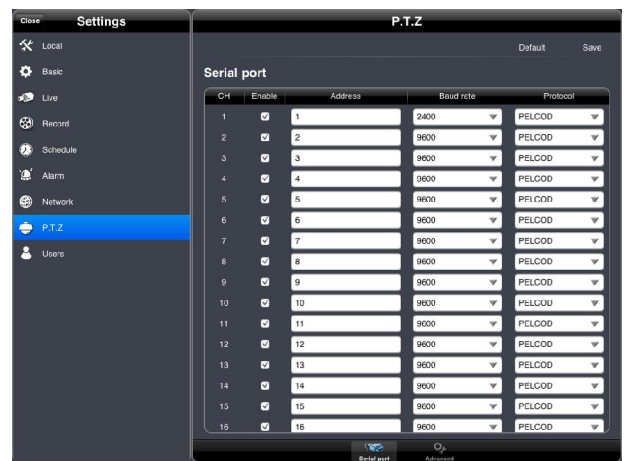 Close Settings
Local
Basic
Live
Record
Schedule
Alarm
Network
P.T.Z
Users
P.T.Z
Default Save
Serial port
CH Enable Address Baud rate Protocol
1 1 2400 PELCOD
2 2 9600 PELCOD
3 3 9600 PELCOD
4 4 9600 PELCOD
5 5 9600 PELCOD
6 6 9600 PELCOD
7 7 9600 PELCOD
8 8 9600 PELCOD
9 9 9600 PELCOD
10 10 9600 PELCOD
11 11 9600 PELCOD
12 12 9600 PELCOD
13 13 9600 PELCOD
14 14 9600 PELCOD
15 15 9600 PELCOD
16 16 9600 PELCOD
Serial port Advanced